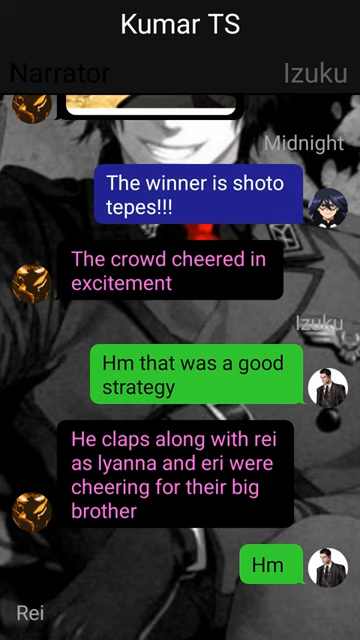 Kumar TS
Narrator
Izuku
Midnight
The winner is shoto
tepes!!!
The crowd cheered in
excitement
Izuku
Hm that was a good
strategy
He claps along with rei
as lyanna and eri were
cheering for their big
brother
Hm
Rei